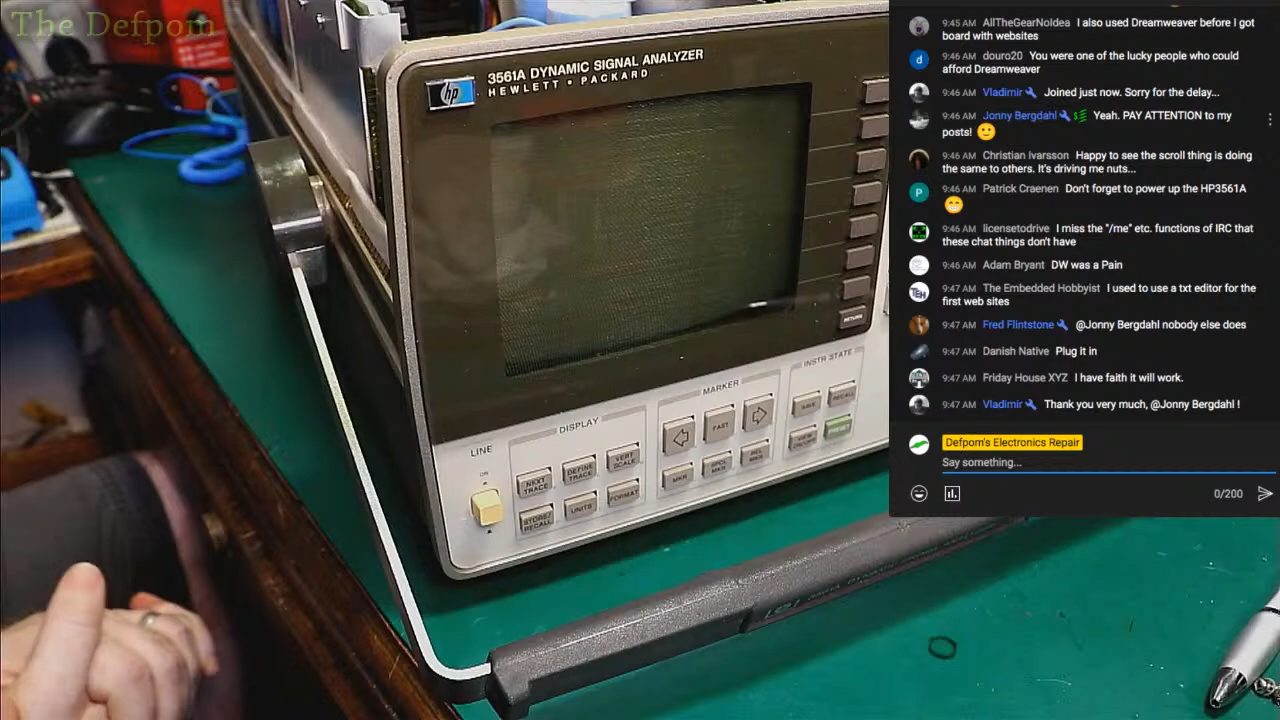 The Defpom
hp
3561A DYNAMIC SIGNAL ANALYZER
HEWLETT • PACKARD
RETURN
LINE
ON
DISPLAY
NEXT TRACE
DEFINE TRACE
VERT SCALE
STORE/ RECALL
UNITS
FORMAT
MARKER
FAST
MKR
REL MKR
INSTR STATE
SAVE
RECALL
PRESET
9:45 AM AllTheGearNoIdea I also used Dreamweaver before I got
board with websites
d
9:46 AM douro20 You were one of the lucky people who could
afford Dreamweaver
9:46 AM Vladimir Joined just now. Sorry for the delay...
9:46 AM Jonny Bergdahl Yeah. PAY ATTENTION to my
posts! 🙂
9:46 AM Christian Ivarsson Happy to see the scroll thing is doing
the same to others. It's driving me nuts...
P
9:46 AM Patrick Craenen Don't forget to power up the HP3561A
😁
9:46 AM licensetodrive I miss the "/me" etc. functions of IRC that
these chat things don't have
9:46 AM Adam Bryant DW was a Pain
TEH
9:47 AM The Embedded Hobbyist I used to use a txt editor for the
first web sites
9:47 AM Fred Flintstone @Jonny Bergdahl nobody else does
9:47 AM Danish Native Plug it in
9:47 AM Friday House XYZ I have faith it will work.
9:47 AM Vladimir Thank you very much, @Jonny Bergdahl !
Defpom's Electronics Repair
Say something...
0/200